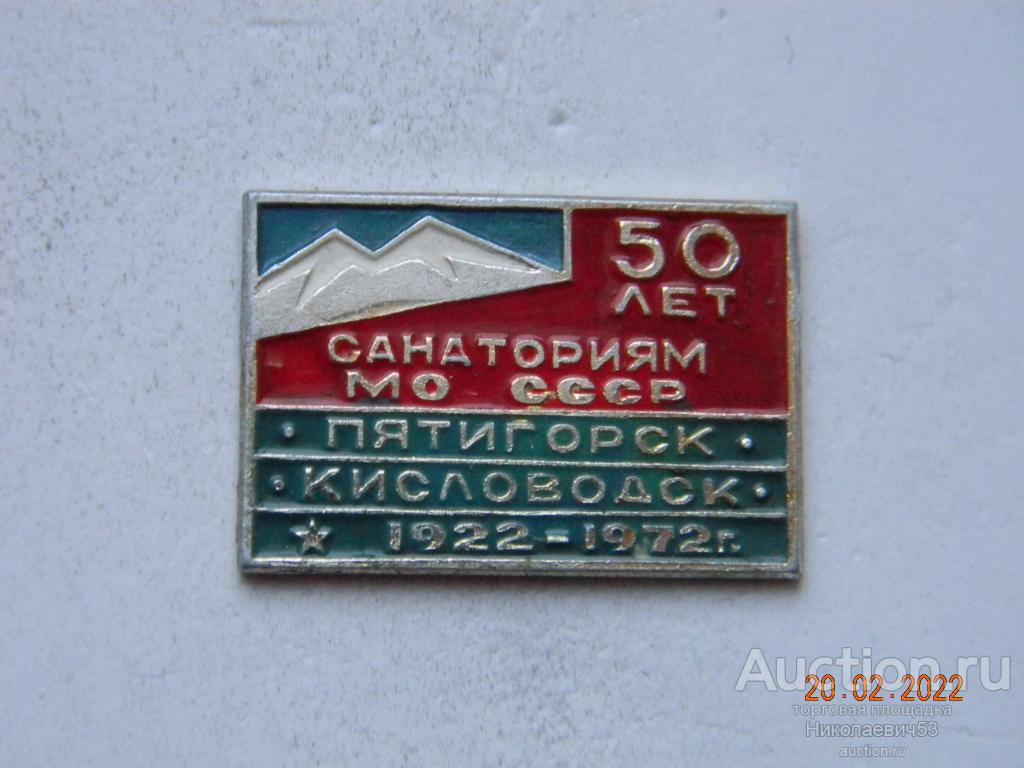 50
ЛЕТ
САНАТОРИЯМ
МО СССР
· ПЯТИГОРСК ·
· КИСЛОВОДСК ·
1922-1972г.
Auction.ru
20.02.2022
торговая площадка
Николаевич53
auction.ru